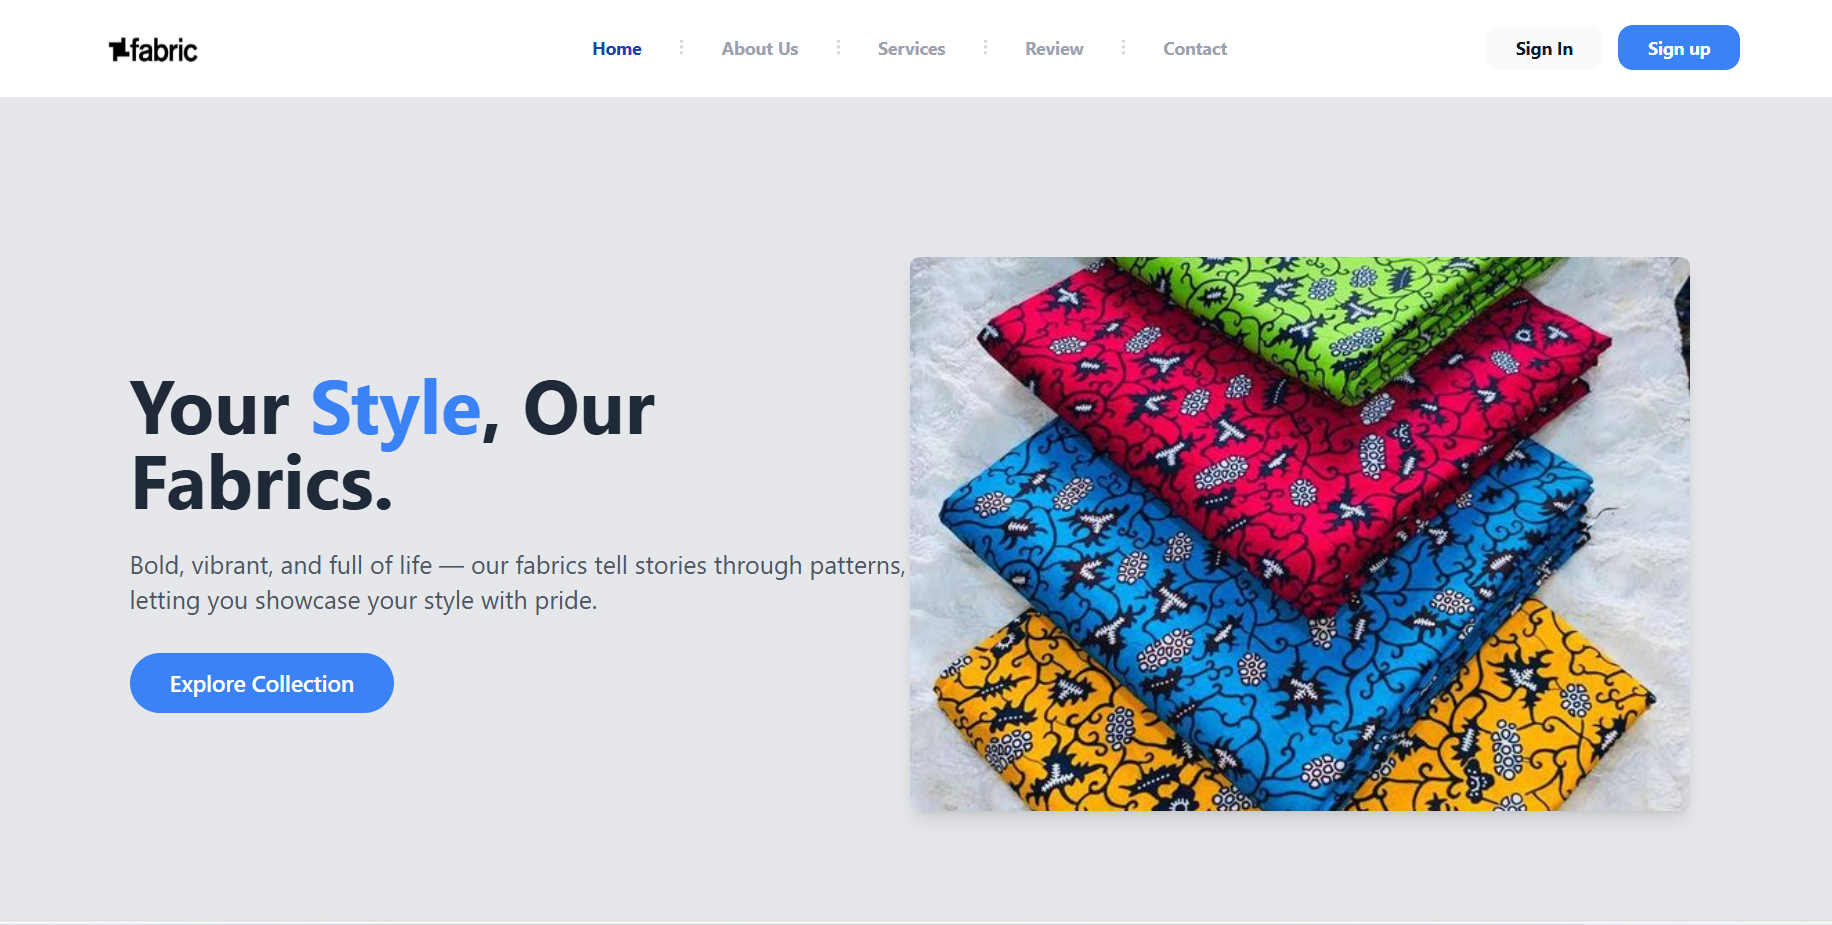 fabric
Home
About Us
Services
Review
Contact
Sign In
Sign up
Your Style, Our
Fabrics.
Bold, vibrant, and full of life — our fabrics tell stories through patterns,
letting you showcase your style with pride.
Explore Collection